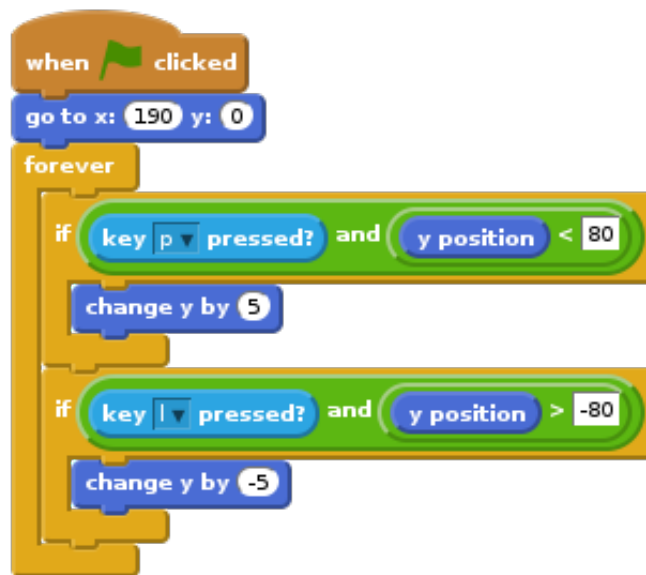 when clicked
go to x: 190 y: 0
forever
if key p pressed? and y position < 80
change y by 5
if key l pressed? and y position > -80
change y by -5